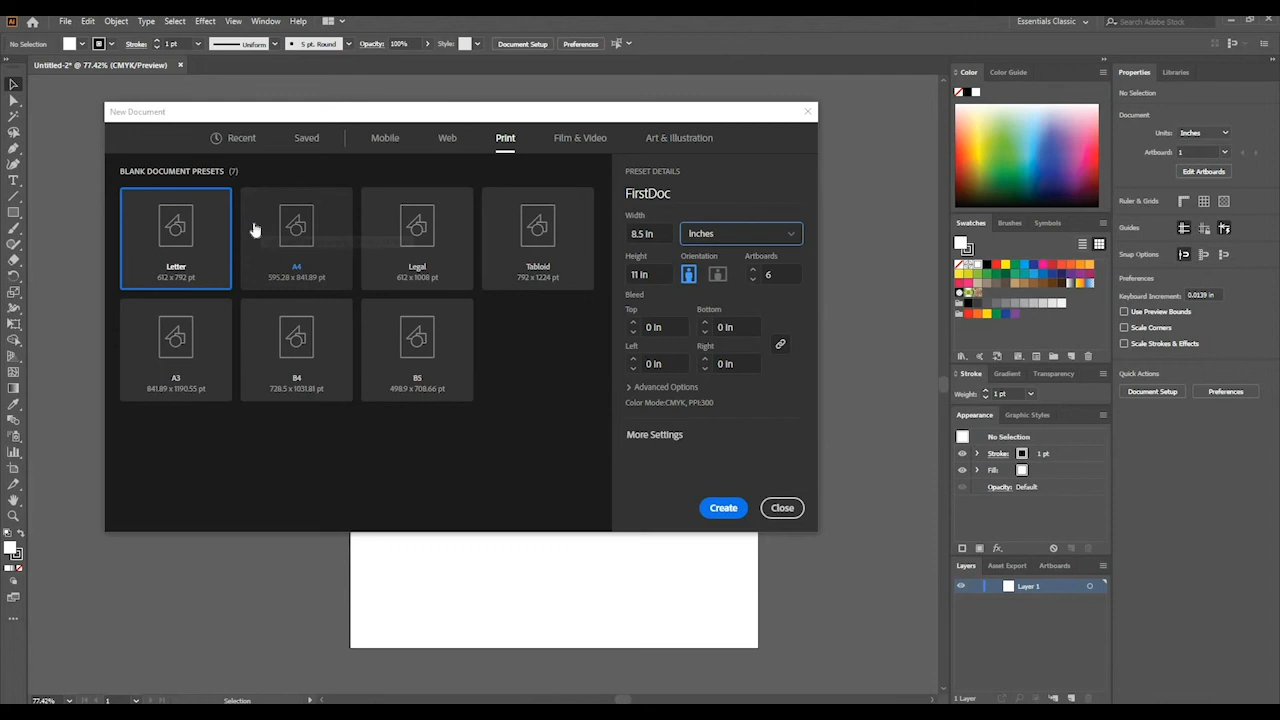 Ai File Edit Object Type Select Effect View Window Help Essentials Classic Search Adobe Stock
No Selection Stroke: 1 pt Uniform 5 pt. Round Opacity: 100% Style: Document Setup Preferences
Untitled-2* @ 77.42% (CMYK/Preview)
New Document
Recent Saved Mobile Web Print Film & Video Art & Illustration
BLANK DOCUMENT PRESETS (7)
Letter
612 x 792 pt
A4
595.28 x 841.89 pt
Legal
612 x 1008 pt
Tabloid
792 x 1224 pt
A3
841.89 x 1190.55 pt
B4
728.5 x 1031.81 pt
B5
498.9 x 708.66 pt
PRESET DETAILS
FirstDoc
Width
8.5 in Inches
Height Orientation Artboards
11 in 6
Bleed
Top Bottom
0 in 0 in
Left Right
0 in 0 in
Advanced Options
Color Mode:CMYK, PPI:300
More Settings
Create Close
Color Color Guide
Swatches Brushes Symbols
Stroke Gradient Transparency
Weight: 1 pt
Appearance Graphic Styles
No Selection
Stroke: 1 pt
Fill:
Opacity: Default
fx
Layers Asset Export Artboards
Layer 1
1 Layer
Properties Libraries
No Selection
Document
Units: Inches
Artboard: 1
Edit Artboards
Ruler & Grids
Guides
Snap Options
Preferences
Keyboard Increment: 0.0139 in
Use Preview Bounds
Scale Corners
Scale Strokes & Effects
Quick Actions
Document Setup Preferences
77.42% 1 Selection